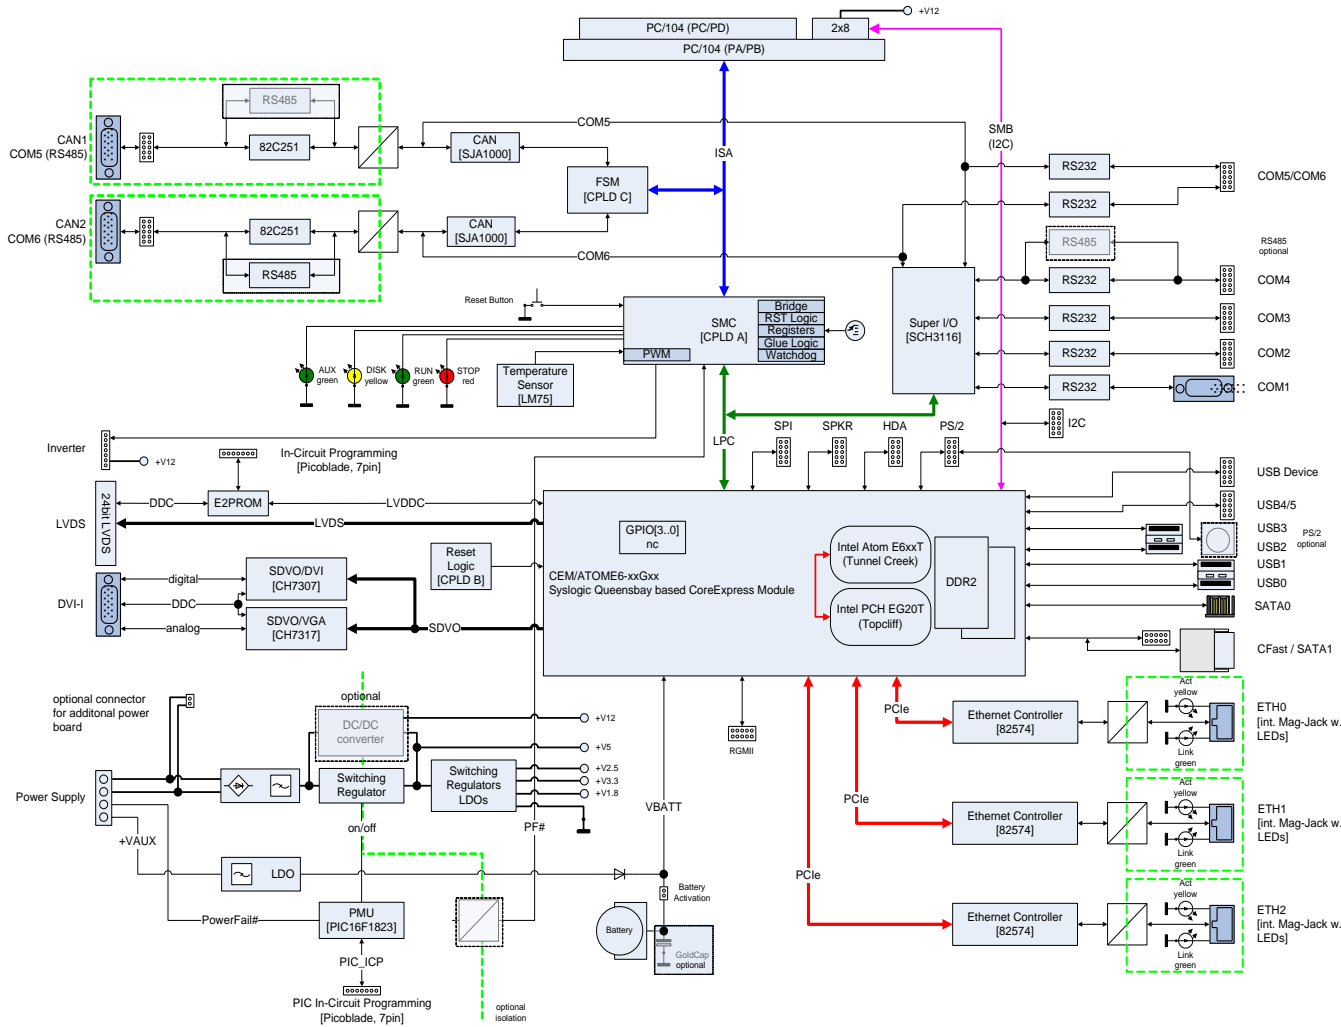 +V12
PC/104 (PC/PD)
2x8
PC/104 (PA/PB)
RS485
CAN1
COM5 (RS485)
82C251
CAN
[SJA1000]
COM5
ISA
SMB
(I2C)
FSM
[CPLD C]
RS232
COM5/COM6
RS232
CAN2
COM6 (RS485)
82C251
CAN
[SJA1000]
RS485
COM6
RS485
RS485
optional
RS232
COM4
Super I/O
[SCH3116]
RS232
COM3
RS232
COM2
RS232
COM1
I2C
Reset Button
SMC
[CPLD A]
Bridge
RST Logic
Registers
Glue Logic
Watchdog
PWM
AUX
green
DISK
yellow
RUN
green
STOP
red
Temperature
Sensor
[LM75]
LPC
SPI
SPKR
HDA
PS/2
Inverter
+V12
In-Circuit Programming
[Picoblade, 7pin]
24bit LVDS
LVDS
DDC
E2PROM
LVDDC
LVDS
GPIO[3..0]
nc
Reset
Logic
[CPLD B]
CEM/ATOME6-xxGxx
Syslogic Queensbay based CoreExpress Module
Intel Atom E6xxT
(Tunnel Creek)
Intel PCH EG20T
(Topcliff)
DDR2
USB Device
USB4/5
USB3
USB2
PS/2
optional
USB1
USB0
SATA0
CFast / SATA1
DVI-I
digital
DDC
analog
SDVO/DVI
[CH7307]
SDVO/VGA
[CH7317]
SDVO
optional connector
for additonal power
board
optional
DC/DC
converter
+V12
+V5
+V2.5
+V3.3
+V1.8
Power Supply
Switching
Regulator
Switching
Regulators
LDOs
on/off
PF#
+VAUX
LDO
PowerFail#
PMU
[PIC16F1823]
PIC_ICP
PIC In-Circuit Programming
[Picoblade, 7pin]
optional
isolation
VBATT
RGMII
Battery
Activation
Battery
GoldCap
optional
PCIe
Ethernet Controller
[82574]
Act
yellow
Link
green
ETH0
[int. Mag-Jack w.
LEDs]
PCIe
Ethernet Controller
[82574]
Act
yellow
Link
green
ETH1
[int. Mag-Jack w.
LEDs]
PCIe
Ethernet Controller
[82574]
Act
yellow
Link
green
ETH2
[int. Mag-Jack w.
LEDs]